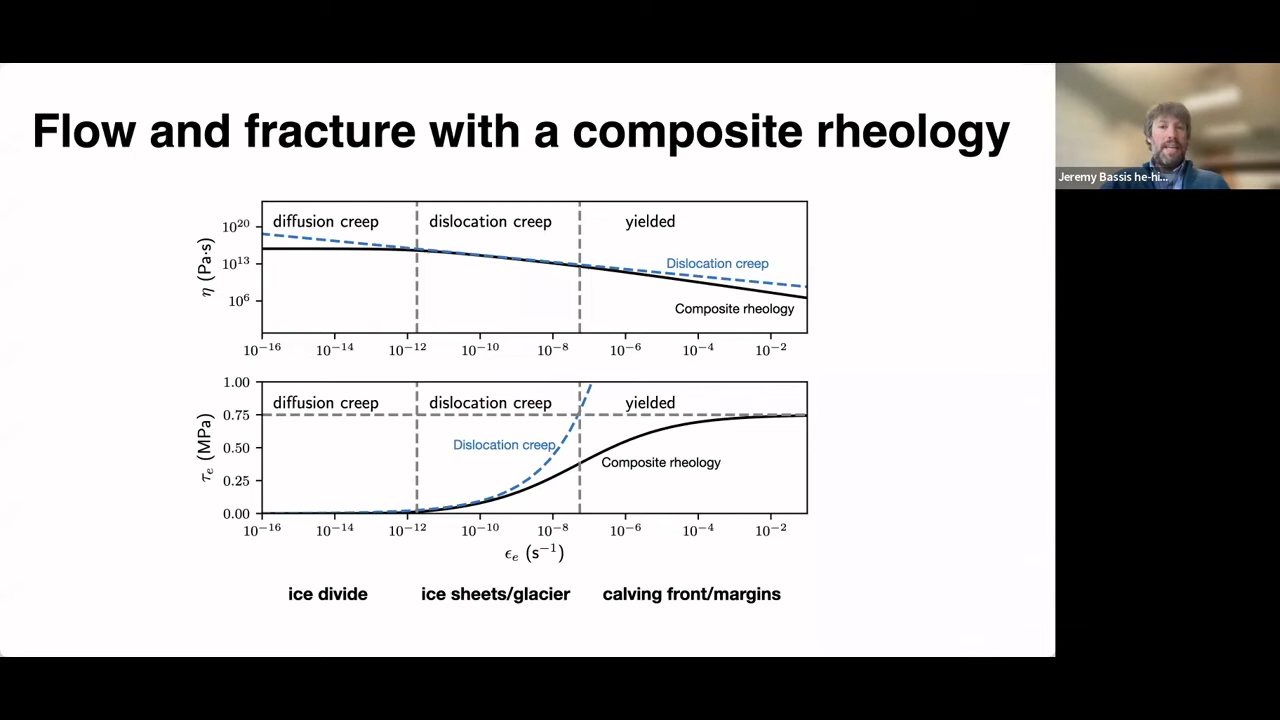 Flow and fracture with a composite rheology
Jeremy Bassis he-hi...
diffusion creep
dislocation creep
yielded
10²⁰
10¹³
10⁶
η (Pa·s)
Dislocation creep
Composite rheology
10⁻¹⁶
10⁻¹⁴
10⁻¹²
10⁻¹⁰
10⁻⁸
10⁻⁶
10⁻⁴
10⁻²
1.00
0.75
0.50
0.25
0.00
τₑ (MPa)
diffusion creep
dislocation creep
yielded
Dislocation creep
Composite rheology
10⁻¹⁶
10⁻¹⁴
10⁻¹²
10⁻¹⁰
10⁻⁸
10⁻⁶
10⁻⁴
10⁻²
ϵₑ (s⁻¹)
ice divide
ice sheets/glacier
calving front/margins